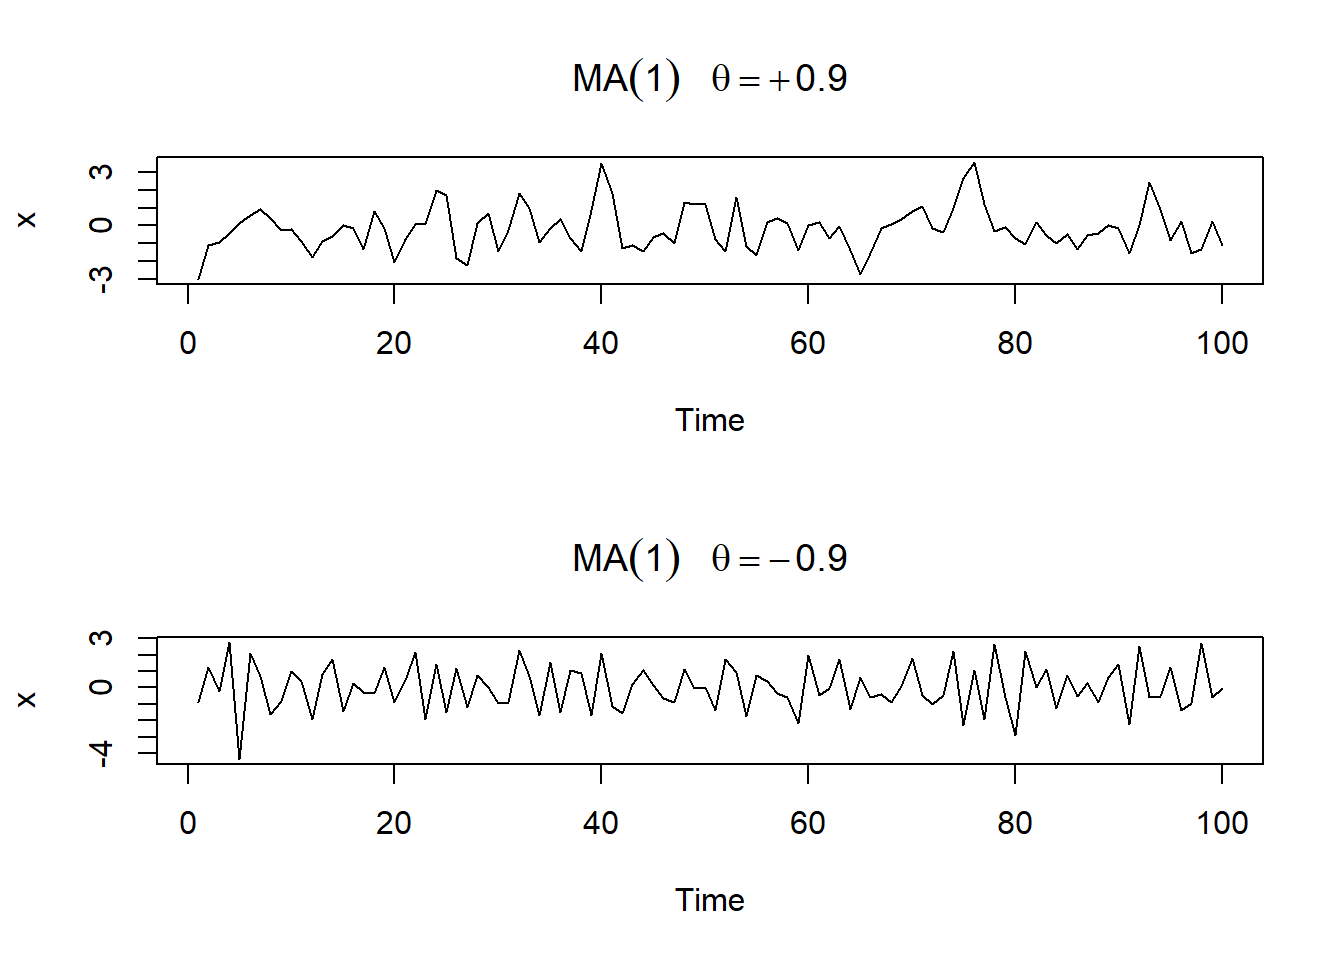 MA(1) θ = +0.9
x
3
0
-3
0 20 40 60 80 100
Time
MA(1) θ = −0.9
x
3
0
-4
0 20 40 60 80 100
Time